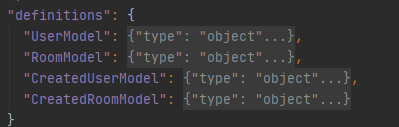 "definitions": {
"UserModel": {"type": "object"...},
"RoomModel": {"type": "object"...},
"CreatedUserModel": {"type": "object"...},
"CreatedRoomModel": {"type": "object"...}
}